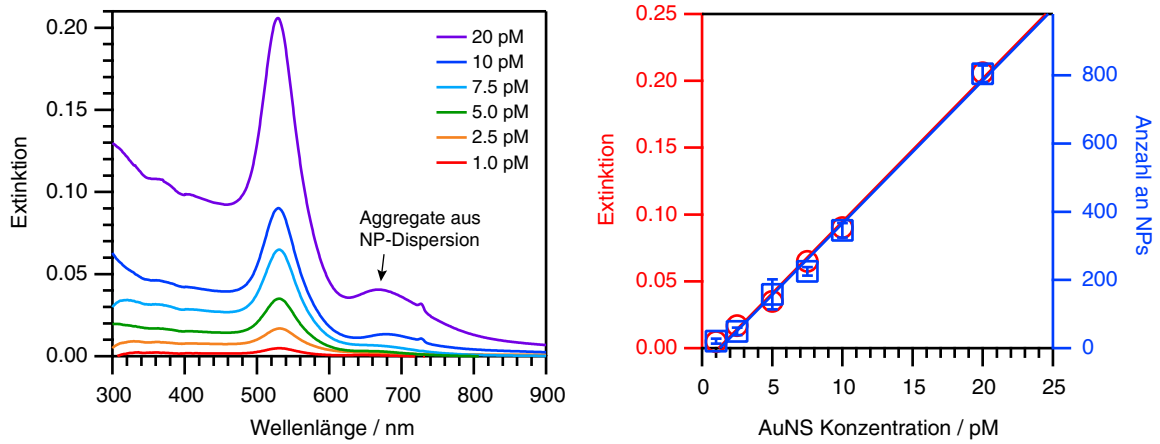 0.20
0.15
0.10
0.05
0.00
Extinktion
300
400
500
600
700
800
900
Wellenlänge / nm
20 pM
10 pM
7.5 pM
5.0 pM
2.5 pM
1.0 pM
Aggregate aus
NP-Dispersion
0.25
0.20
0.15
0.10
0.05
0.00
Extinktion
0
5
10
15
20
25
AuNS Konzentration / pM
800
600
400
200
0
Anzahl an NPs